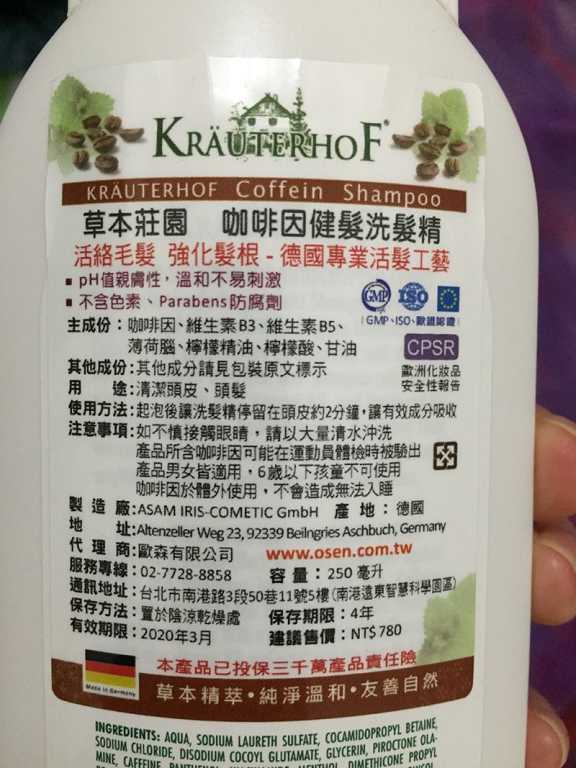 KRÄUTERHOF®
KRÄUTERHOF Coffein Shampoo
草本莊園 咖啡因健髮洗髮精
活絡毛髮 強化髮根-德國專業活髮工藝
▪ pH值親膚性,溫和不易刺激
▪ 不含色素、Parabens防腐劑
GMP ISO
GMP、ISO、歐盟認證
CPSR
歐洲化妝品
安全性報告
主成份:咖啡因、維生素B3、維生素B5、
薄荷腦、檸檬精油、檸檬酸、甘油
其他成份:其他成分請見包裝原文標示
用 途:清潔頭皮、頭髮
使用方法:起泡後讓洗髮精停留在頭皮約2分鐘,讓有效成分吸收
注意事項:如不慎接觸眼睛,請以大量清水沖洗
產品所含咖啡因可能在運動員體檢時被驗出
產品男女皆適用,6歲以下孩童不可使用
咖啡因於體外使用,不會造成無法入睡
製造廠:ASAM IRIS-COMETIC GmbH 產地:德國
地 址:Altenzeller Weg 23, 92339 Beilngries Aschbuch, Germany
代理商:歐森有限公司 www.osen.com.tw
服務專線:02-7728-8858 容量:250毫升
通訊地址:台北市南港路3段50巷11號5樓(南港遠東智慧科學園區)
保存方法:置於陰涼乾燥處 保存期限:4年
有效期限:2020年3月 建議售價:NT$780
本產品已投保三千萬產品責任險
Made in Germany
草本精萃・純淨溫和・友善自然
INGREDIENTS: AQUA, SODIUM LAURETH SULFATE, COCAMIDOPROPYL BETAINE,
SODIUM CHLORIDE, DISODIUM COCOYL GLUTAMATE, GLYCERIN, PIROCTONE OLA-
MINE, CAFFEINE, PANTHENOL, MENTHOL, DIMETHICONE PROPYL